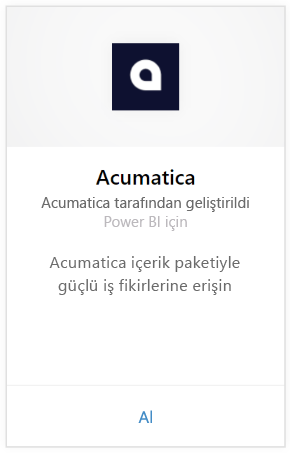 Acumatica
Acumatica tarafından geliştirildi
Power BI için
Acumatica içerik paketiyle
güçlü iş fikirlerine erişin
Al